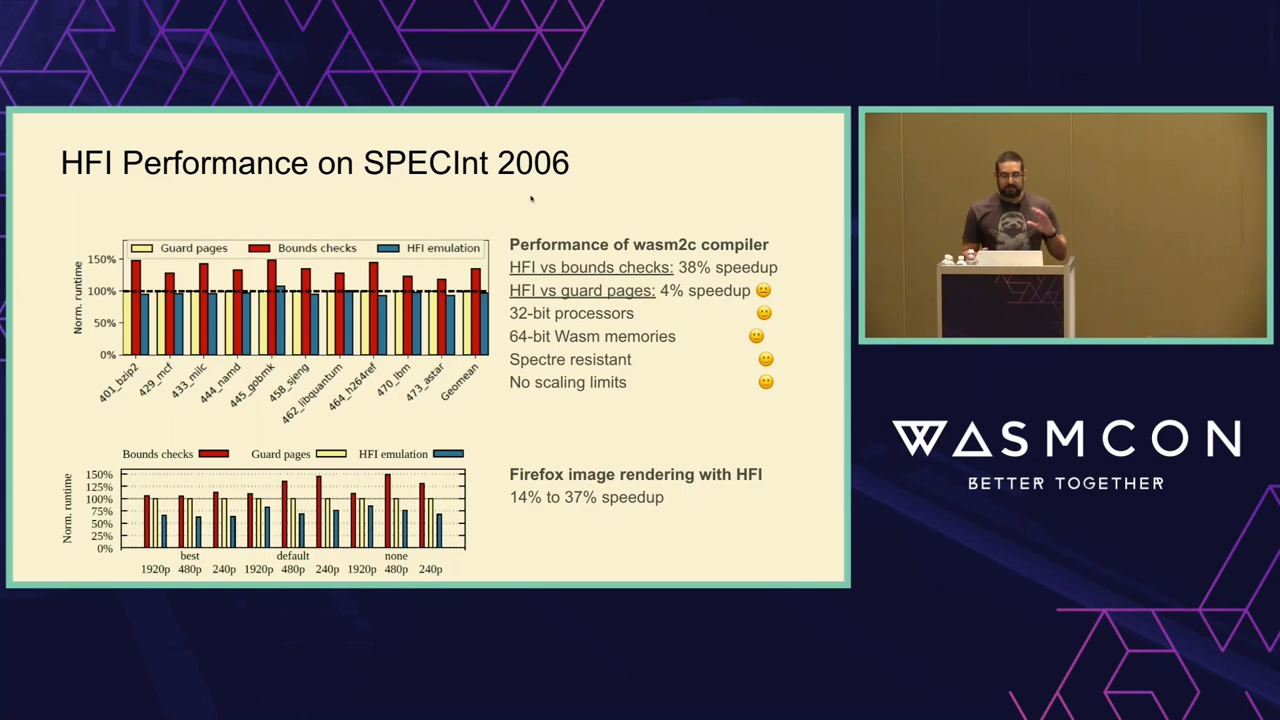 HFI Performance on SPECInt 2006
Guard pages Bounds checks HFI emulation
Norm. runtime
150%
100%
50%
0%
401_bzip2
429_mcf
433_milc
444_namd
445_gobmk
458_sjeng
462_libquantum
464_h264ref
470_lbm
473_astar
Geomean
Performance of wasm2c compiler
HFI vs bounds checks: 38% speedup
HFI vs guard pages: 4% speedup 😐
32-bit processors 🙂
64-bit Wasm memories 🙂
Spectre resistant 🙂
No scaling limits 🙂
Bounds checks Guard pages HFI emulation
Norm. runtime
150%
125%
100%
75%
50%
25%
0%
best default none
1920p 480p 240p 1920p 480p 240p 1920p 480p 240p
Firefox image rendering with HFI
14% to 37% speedup
WASMCON
BETTER TOGETHER